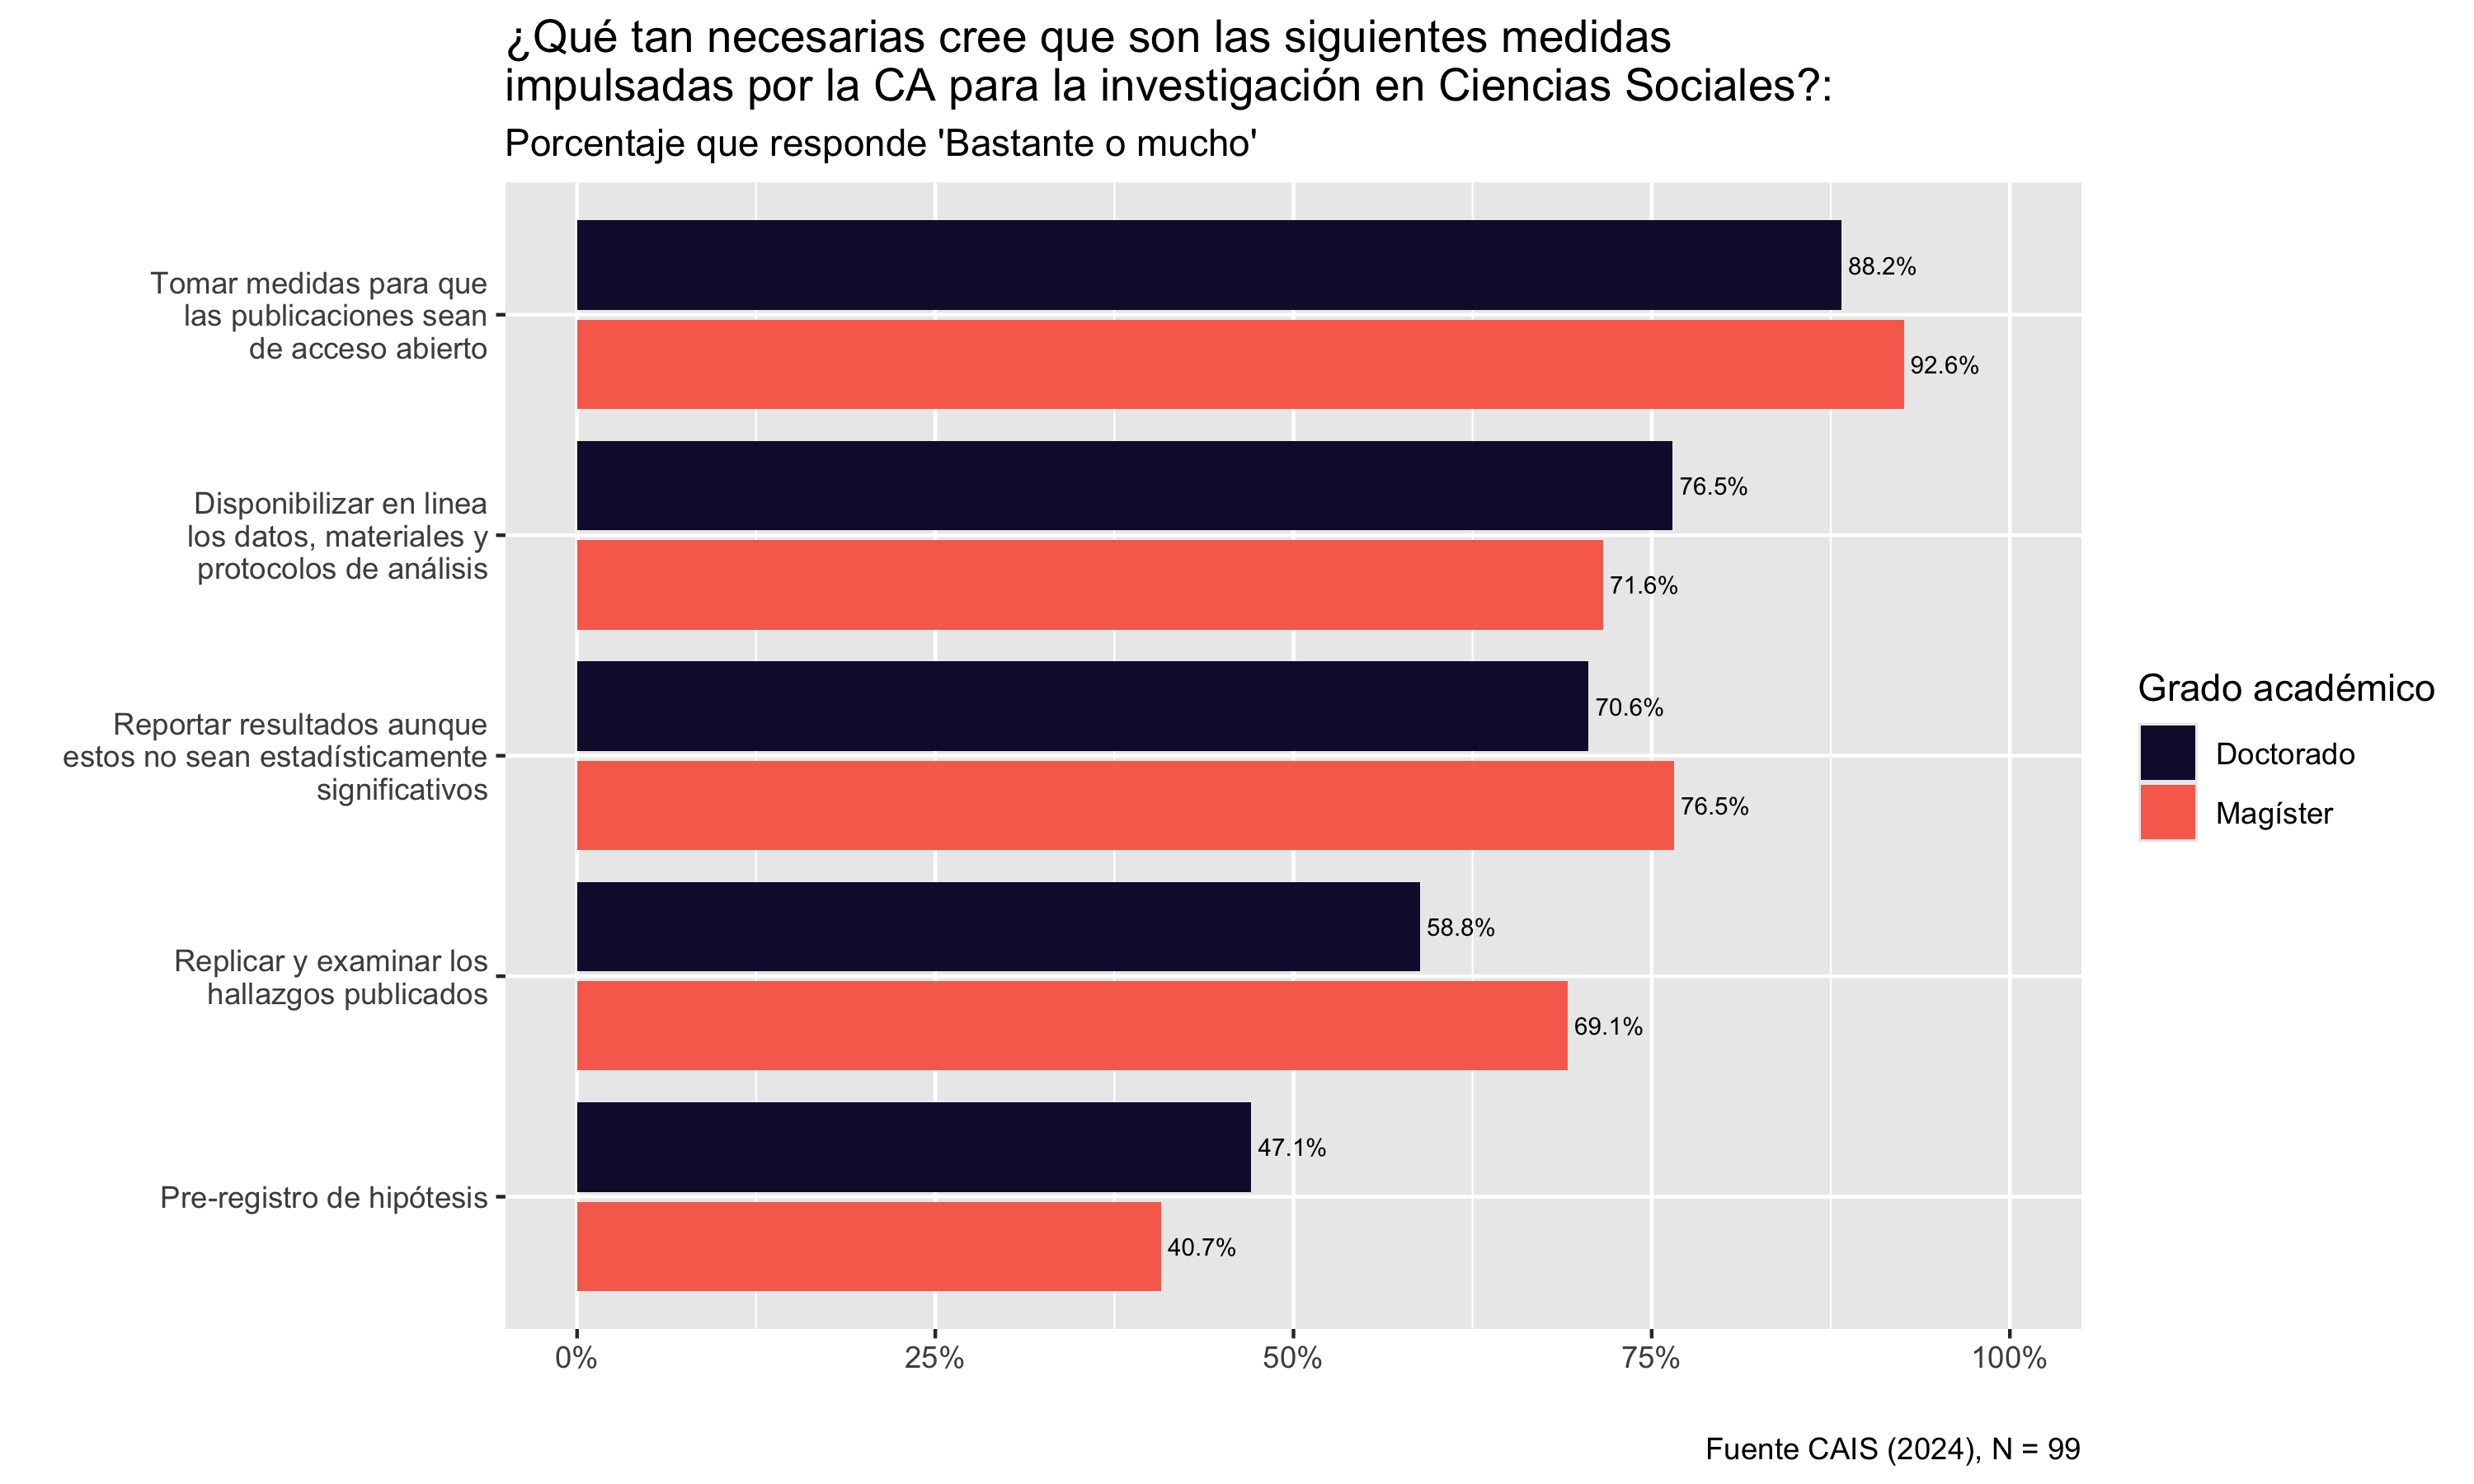 ¿Qué tan necesarias cree que son las siguientes medidas
impulsadas por la CA para la investigación en Ciencias Sociales?:
Porcentaje que responde 'Bastante o mucho'
Tomar medidas para que
las publicaciones sean
de acceso abierto
88.2%
92.6%
Disponibilizar en linea
los datos, materiales y
protocolos de análisis
76.5%
71.6%
Reportar resultados aunque
estos no sean estadísticamente
significativos
70.6%
76.5%
Replicar y examinar los
hallazgos publicados
58.8%
69.1%
Pre-registro de hipótesis
47.1%
40.7%
0%
25%
50%
75%
100%
Grado académico
Doctorado
Magíster
Fuente CAIS (2024), N = 99